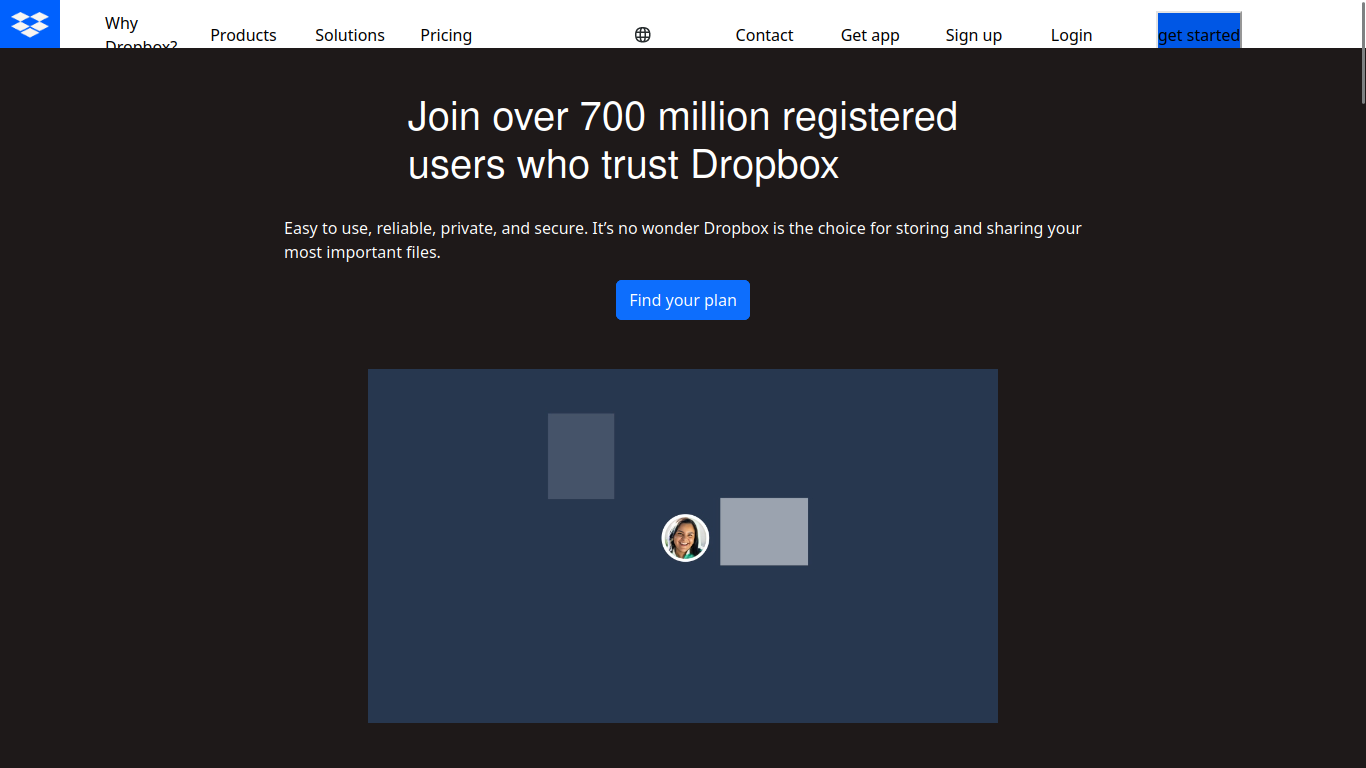 Why
Dropbox?
Products
Solutions
Pricing
Contact
Get app
Sign up
Login
get started
Join over 700 million registered
users who trust Dropbox
Easy to use, reliable, private, and secure. It’s no wonder Dropbox is the choice for storing and sharing your
most important files.
Find your plan